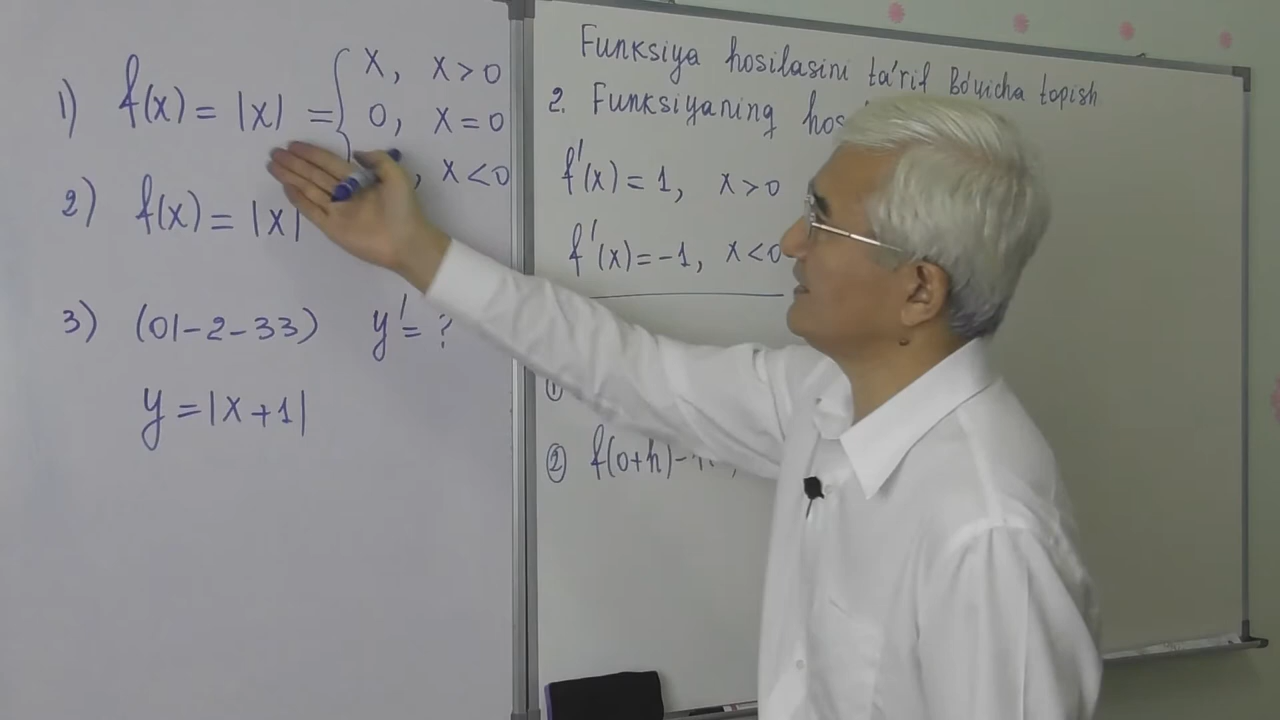 1) f(x) = |x| = { x, x > 0
0, x = 0
, x < 0
2) f(x) = |x|
3) (01-2-33) y' = ?
y = |x+1|
Funksiya hosilasini ta'rif Bo'yicha topish
2. Funksiyaning
f'(x) = 1, x > 0
f'(x) = -1, x < 0
①
② f(0+h) -